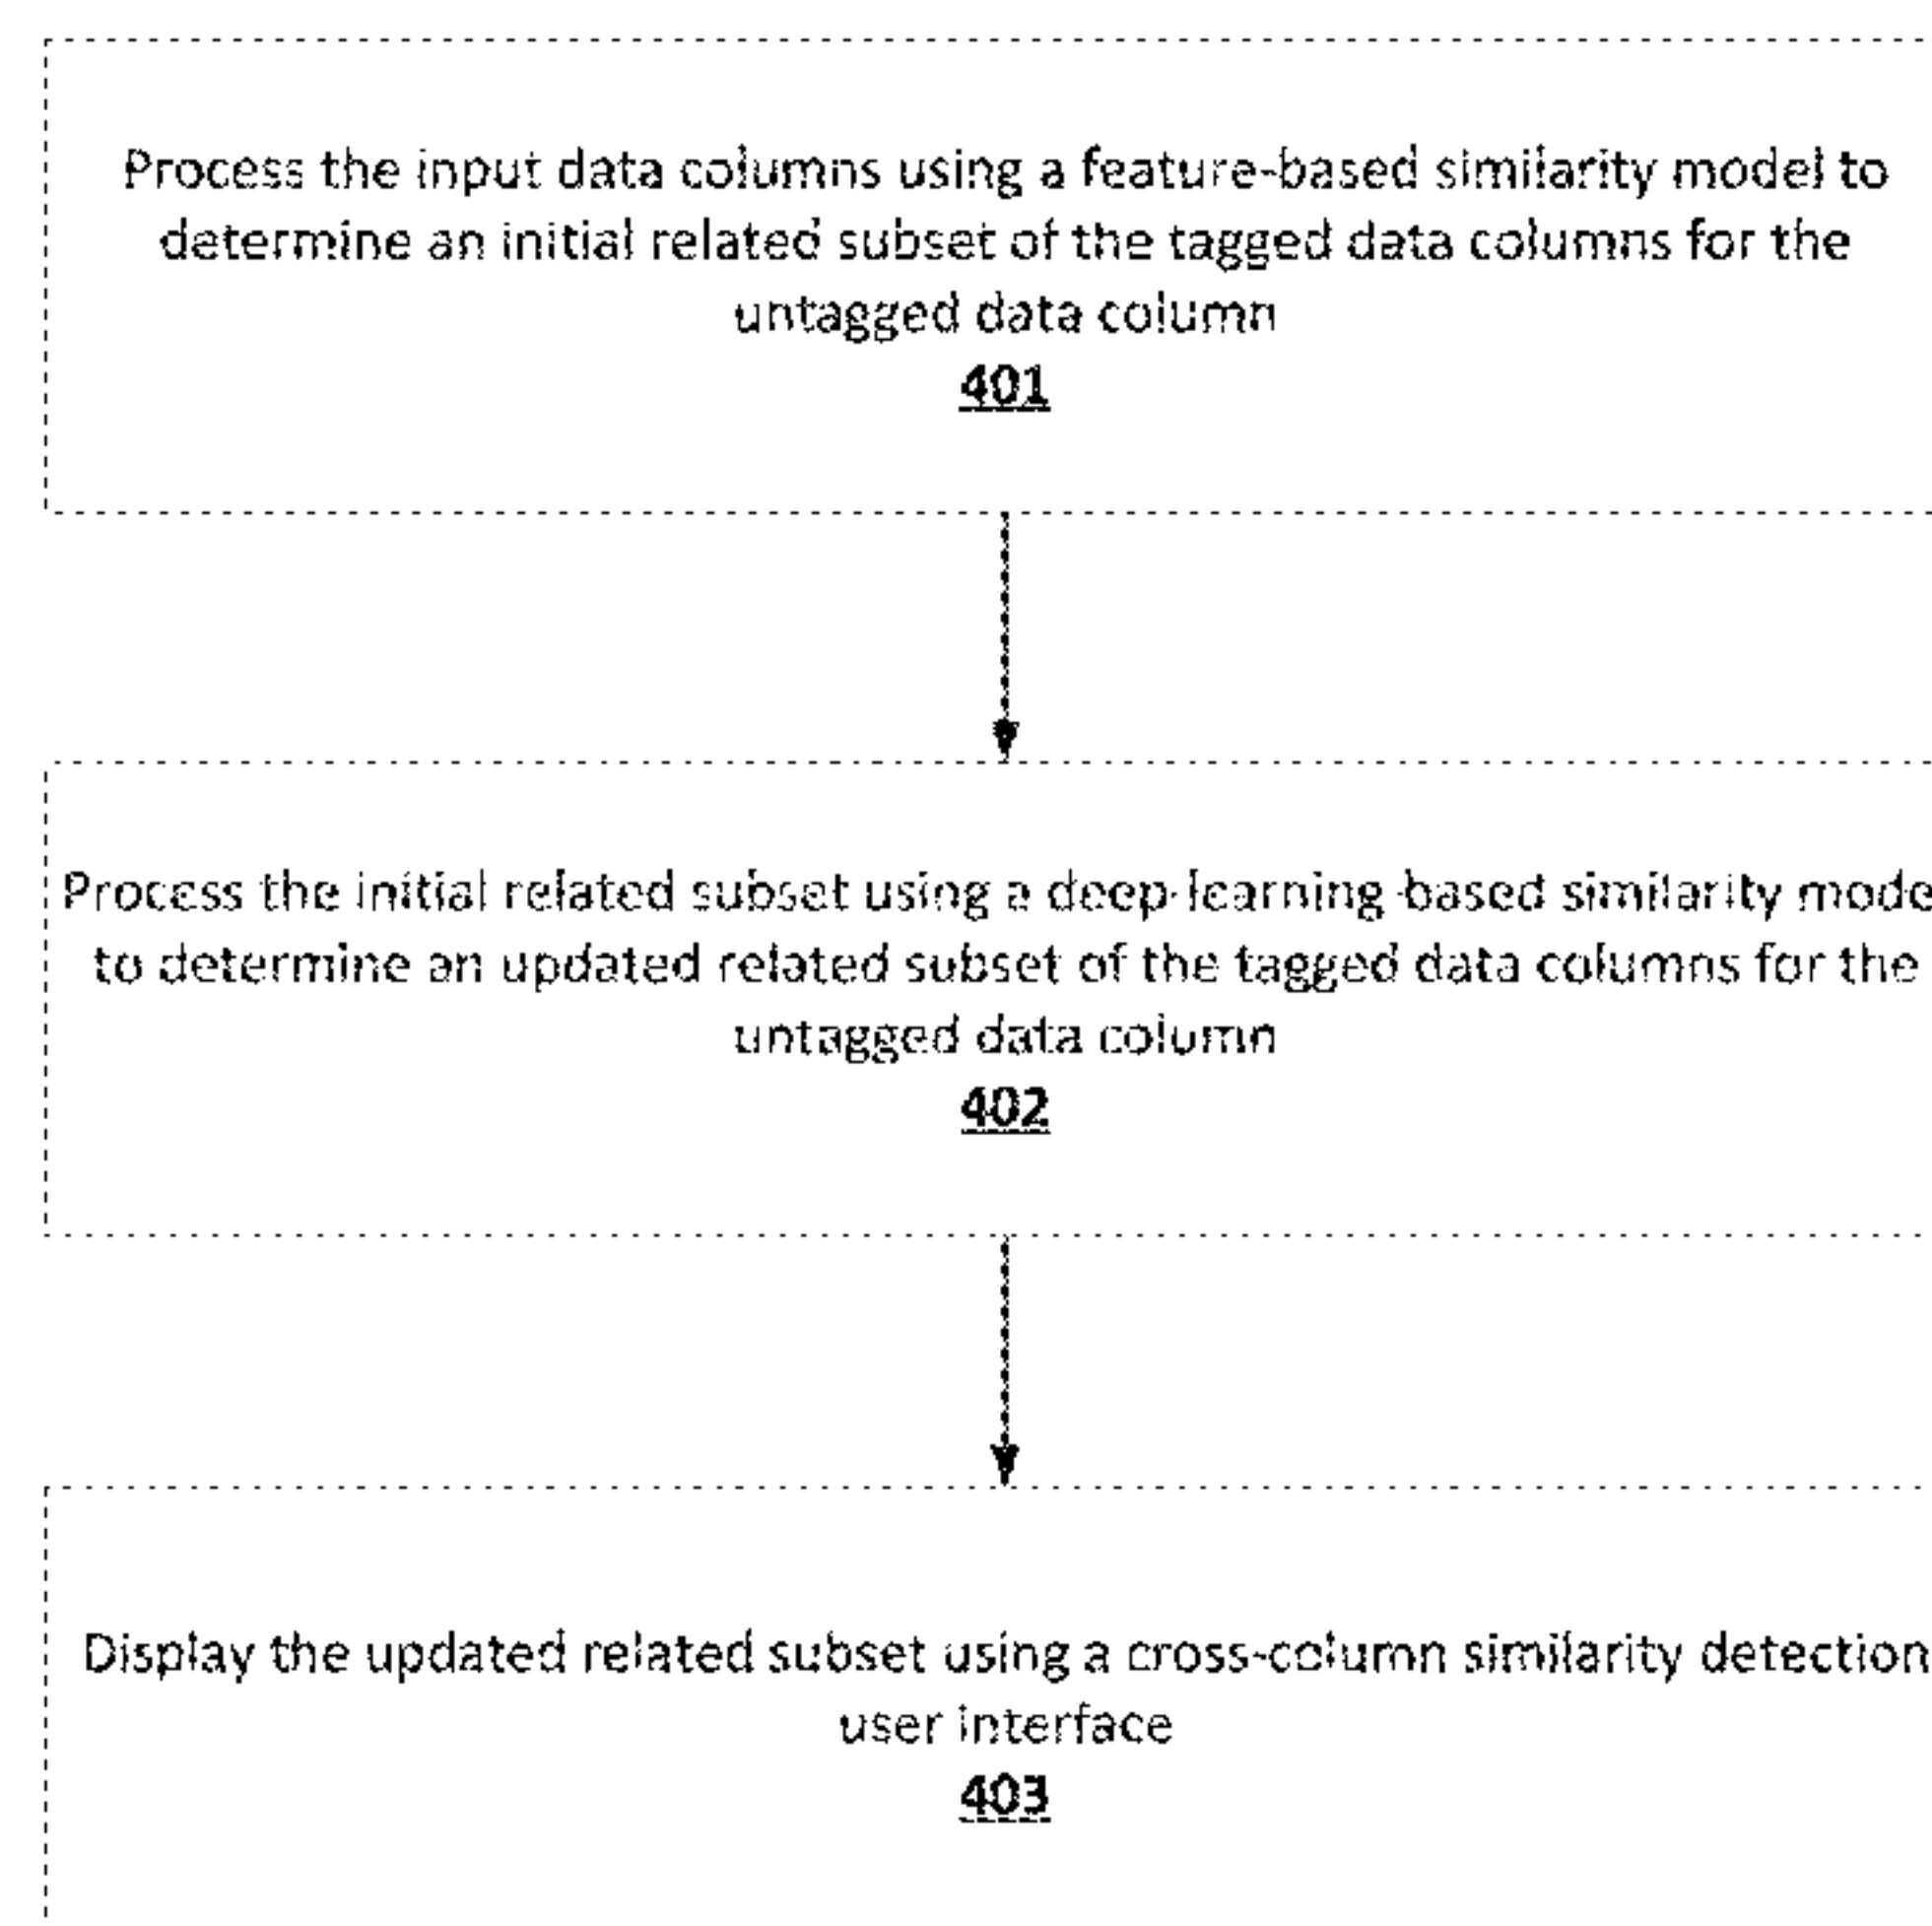 Process the input data columns using a feature-based similarity model to
determine an initial related subset of the tagged data columns for the
untagged data column
401
Process the initial related subset using a deep-learning-based similarity mode
to determine an updated related subset of the tagged data columns for the
untagged data column
402
Display the updated related subset using a cross-column similarity detection
user interface
403